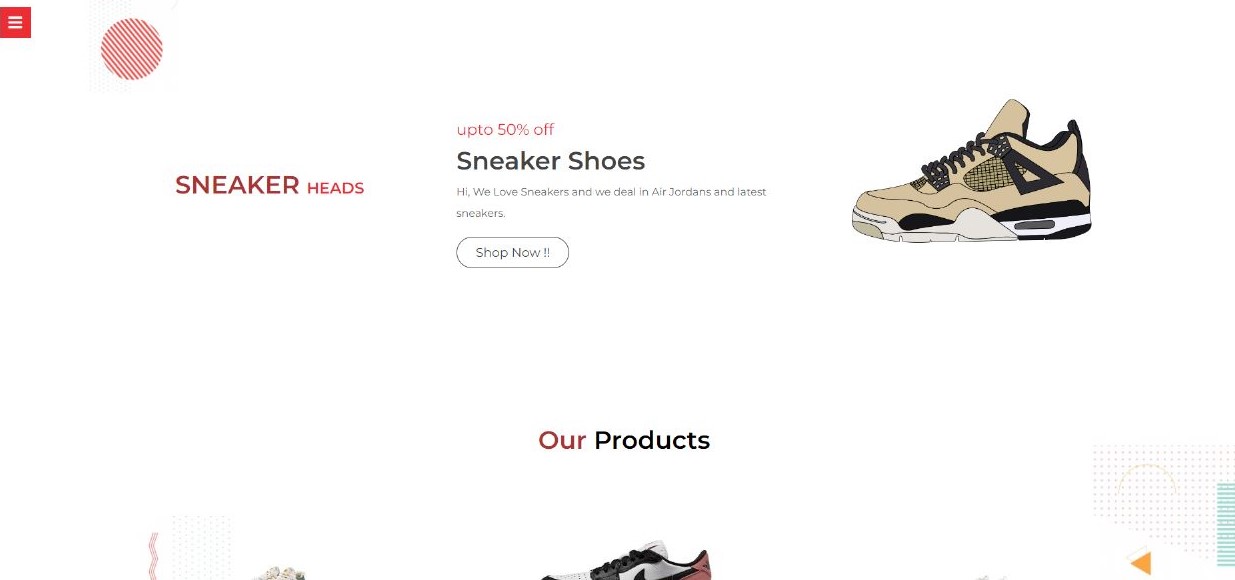 SNEAKER HEADS
upto 50% off
Sneaker Shoes
Hi, We Love Sneakers and we deal in Air Jordans and latest
sneakers.
Shop Now !!
Our Products